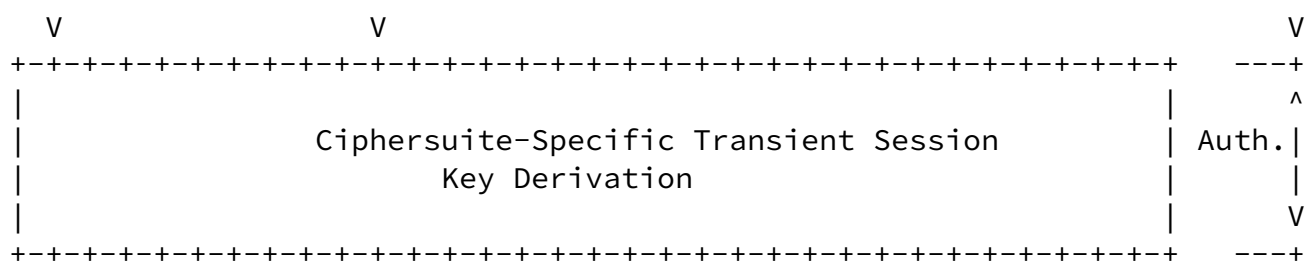 V                 V                                                 V
+-+-+-+-+-+-+-+-+-+-+-+-+-+-+-+-+-+-+-+-+-+-+-+-+-+-+-+-+-+-+-+-+   ---+
|                                                               |      ^
|                Ciphersuite-Specific Transient Session         | Auth.|
|                       Key Derivation                          |      |
|                                                               |      V
+-+-+-+-+-+-+-+-+-+-+-+-+-+-+-+-+-+-+-+-+-+-+-+-+-+-+-+-+-+-+-+-+   ---+